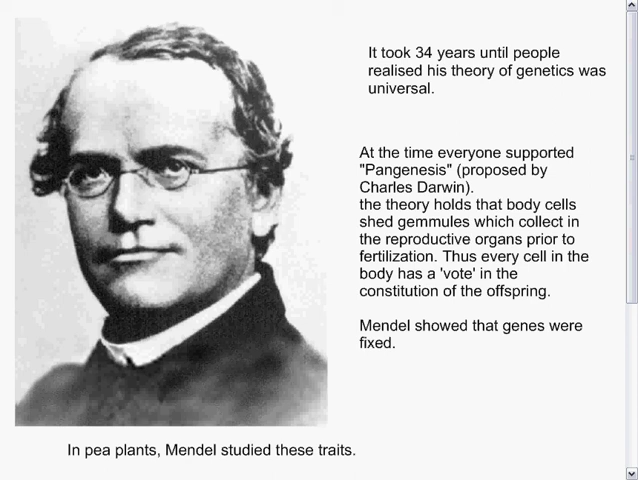 It took 34 years until people
realised his theory of genetics was
universal.
At the time everyone supported
"Pangenesis" (proposed by
Charles Darwin).
the theory holds that body cells
shed gemmules which collect in
the reproductive organs prior to
fertilization. Thus every cell in the
body has a 'vote' in the
constitution of the offspring.
Mendel showed that genes were
fixed.
In pea plants, Mendel studied these traits.